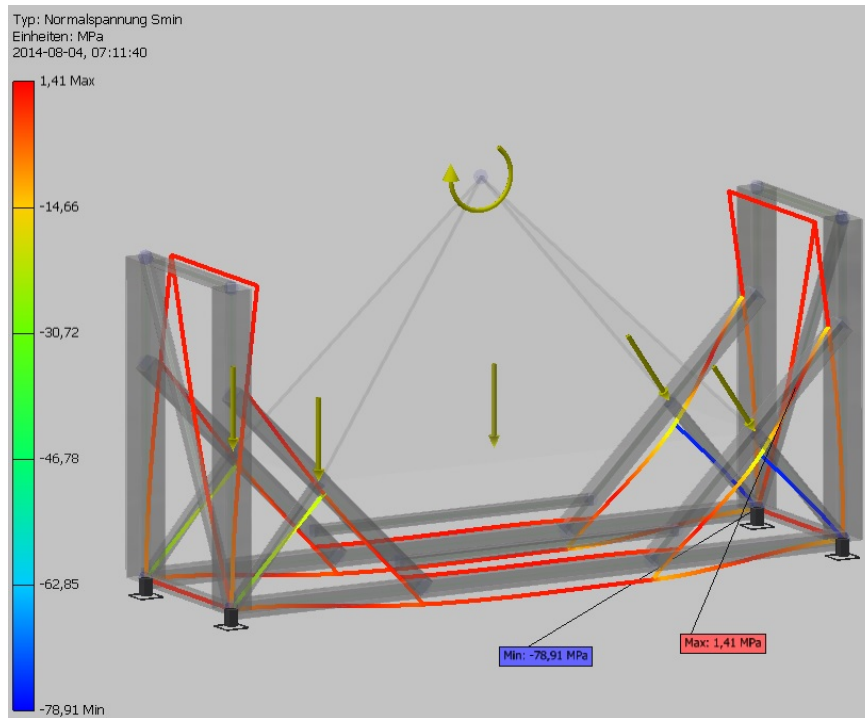 Typ: Normalspannung Smin
Einheiten: MPa
2014-08-04, 07:11:40
1,41 Max
-14,66
-30,72
-46,78
-62,85
-78,91 Min
Min: -78,91 MPa
Max: 1,41 MPa